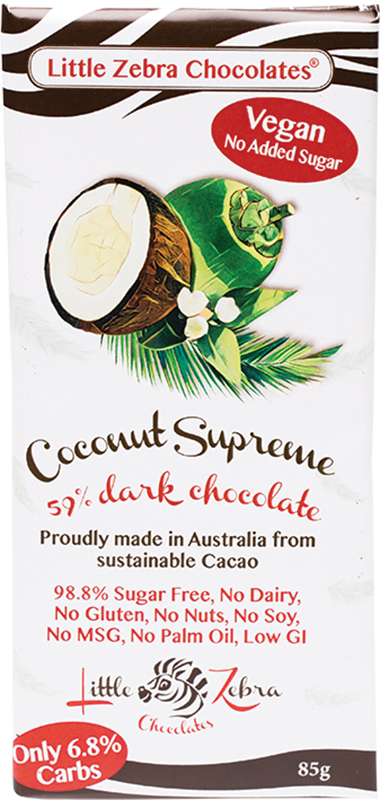 Little Zebra Chocolates®
Vegan
No Added Sugar
Coconut Supreme
59% dark chocolate
Proudly made in Australia from
sustainable Cacao
98.8% Sugar Free, No Dairy,
No Gluten, No Nuts, No Soy,
No MSG, No Palm Oil, Low GI
Little Zebra
Chocolates
Only 6.8%
Carbs
85g